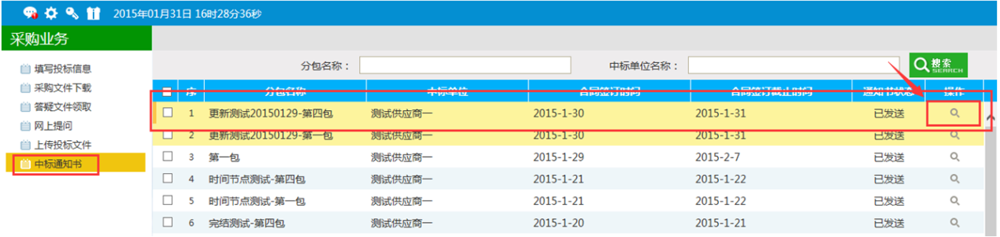 2015年01月31日 16时28分36秒
采购业务
填写投标信息
采购文件下载
答疑文件领取
网上提问
上传投标文件
中标通知书
分包名称： 中标单位名称： 搜索 SEARCH
序 分包名称 中标单位 合同签订时间 合同签订截止时间 通知书状态 操作
1 更新测试20150129-第四包 测试供应商一 2015-1-30 2015-1-31 已发送
2 更新测试20150129-第一包 测试供应商一 2015-1-30 2015-1-31 已发送
3 第一包 测试供应商一 2015-1-29 2015-2-7 已发送
4 时间节点测试-第四包 测试供应商一 2015-1-21 2015-1-22 已发送
5 时间节点测试-第一包 测试供应商一 2015-1-21 2015-1-22 已发送
6 完结测试-第四包 测试供应商一 2015-1-20 2015-1-21 已发送